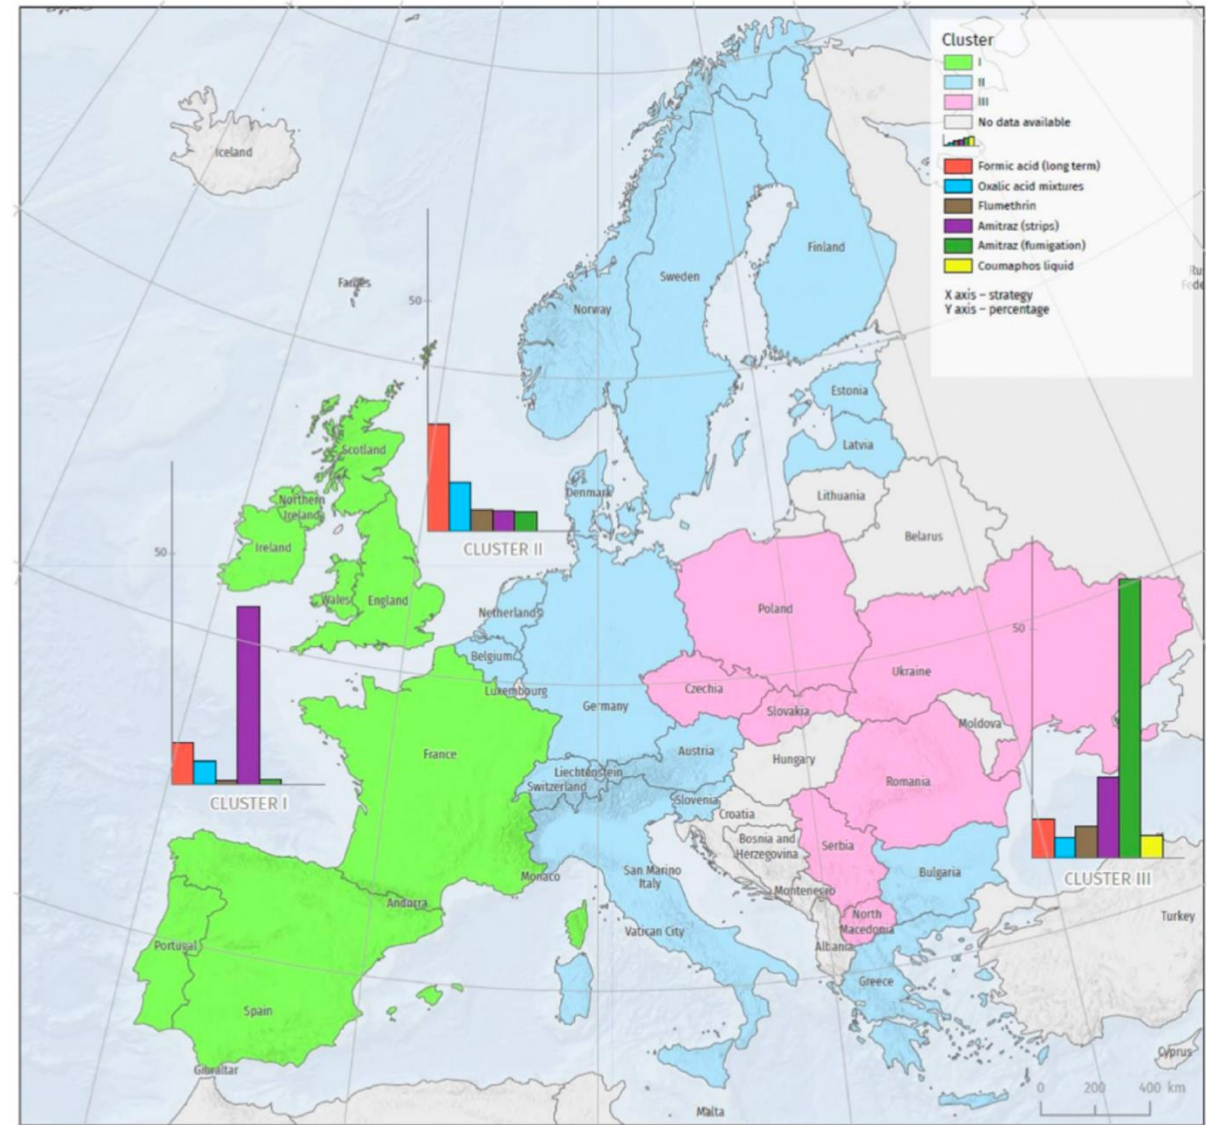 Cluster
I
II
III
No data available
Formic acid (long term)
Oxalic acid mixtures
Flumethrin
Amitraz (strips)
Amitraz (fumigation)
Coumaphos liquid
X axis – strategy
Y axis – percentage
Iceland
Finland
Sweden
Faroes
50
Norway
Estonia
Latvia
Scotland
Denmark
Lithuania
Northern
Ireland
Belarus
Ireland
CLUSTER II
50
Wales
England
Netherlands
Poland
50
Belgium
Ukraine
Luxembourg
Czechia
Germany
Slovakia
Moldova
France
Austria
Hungary
Liechtenstein
Switzerland
Romania
Slovenia
CLUSTER I
Croatia
Bosnia and
Herzegovina
Serbia
San Marino
Italy
Monaco
Bulgaria
CLUSTER III
Montenegro
Andorra
North
Macedonia
Turkey
Vatican City
Portugal
Albania
Greece
Spain
Cyprus
Gibraltar
0 200 400 km
Malta